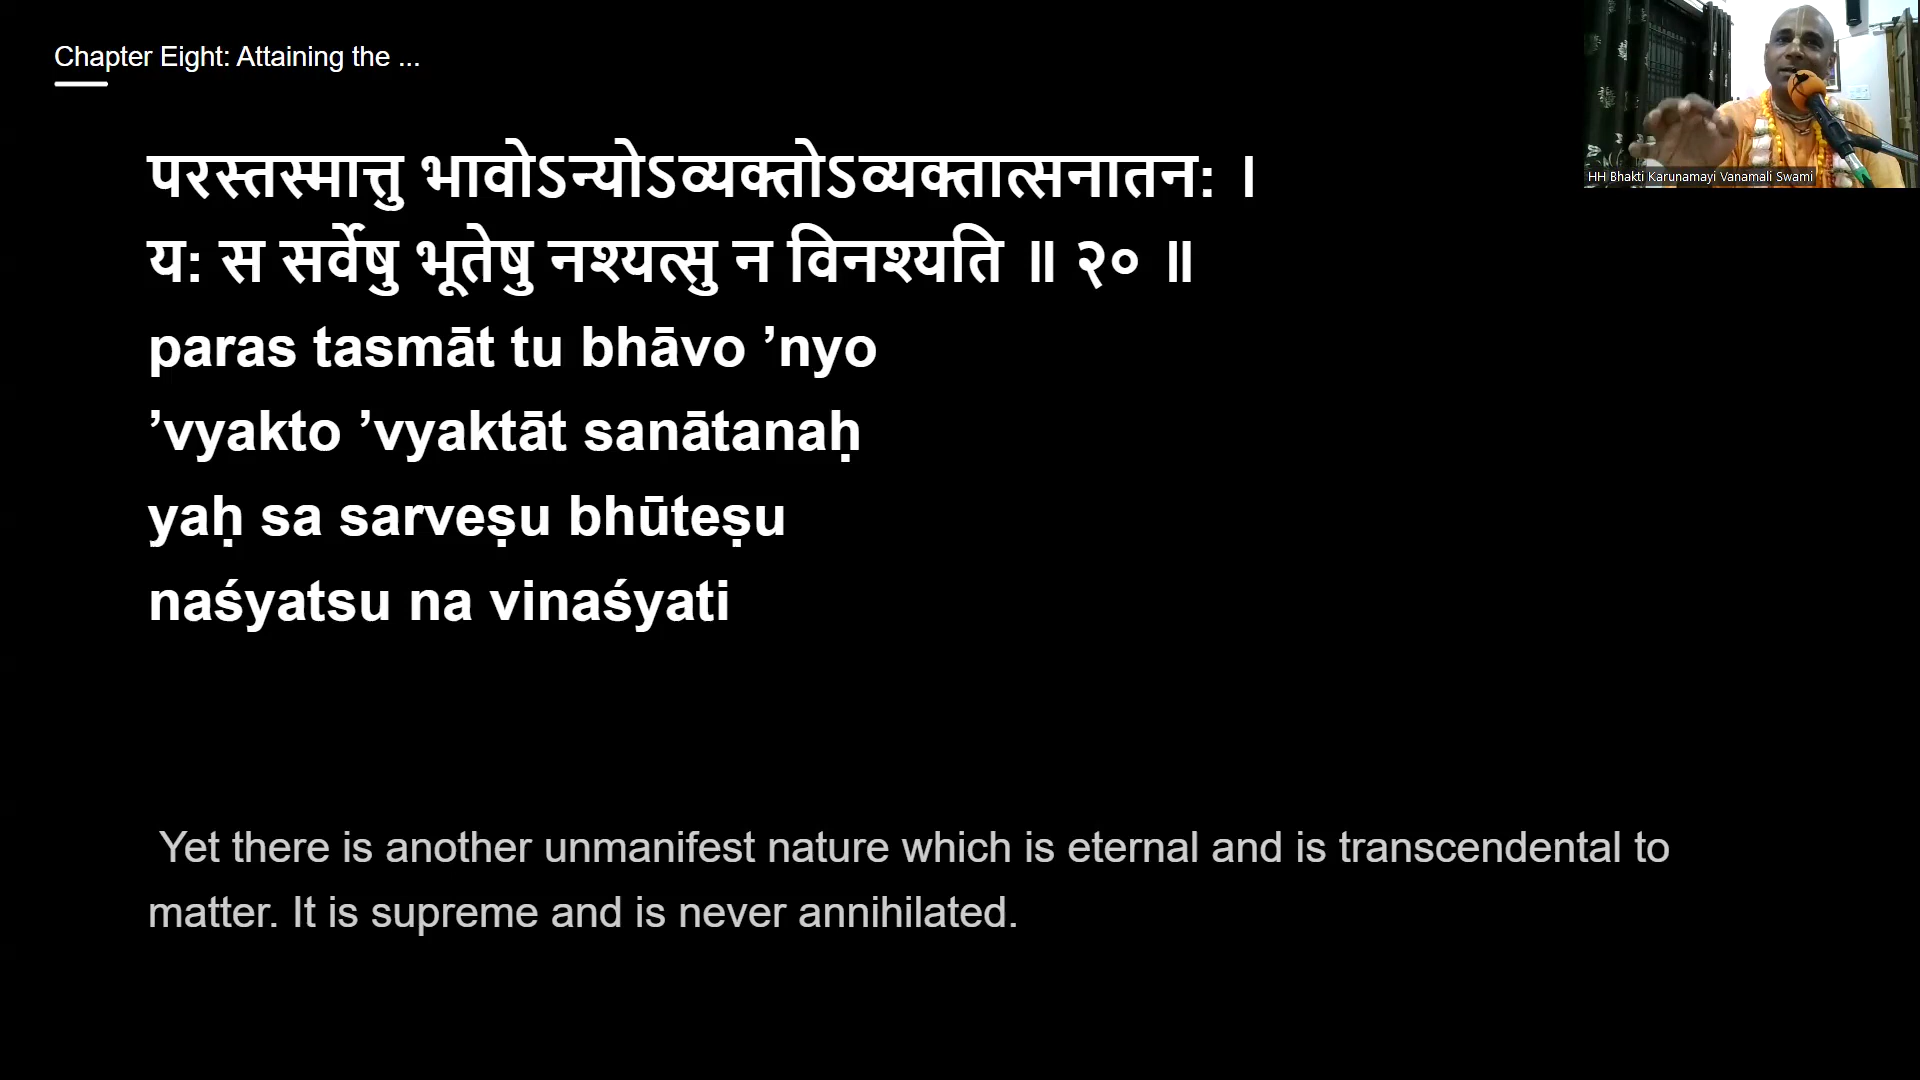 Chapter Eight: Attaining the ...
HH Bhakti Karunamayi Vanamali Swami
परस्तस्मात्तु भावोऽन्योऽव्यक्तोऽव्यक्तात्सनातन: ।
य: स सर्वेषु भूतेषु नश्यत्सु न विनश्यति ॥ २० ॥
paras tasmāt tu bhāvo ’nyo
’vyakto ’vyaktāt sanātanaḥ
yaḥ sa sarveṣu bhūteṣu
naśyatsu na vinaśyati
Yet there is another unmanifest nature which is eternal and is transcendental to
matter. It is supreme and is never annihilated.